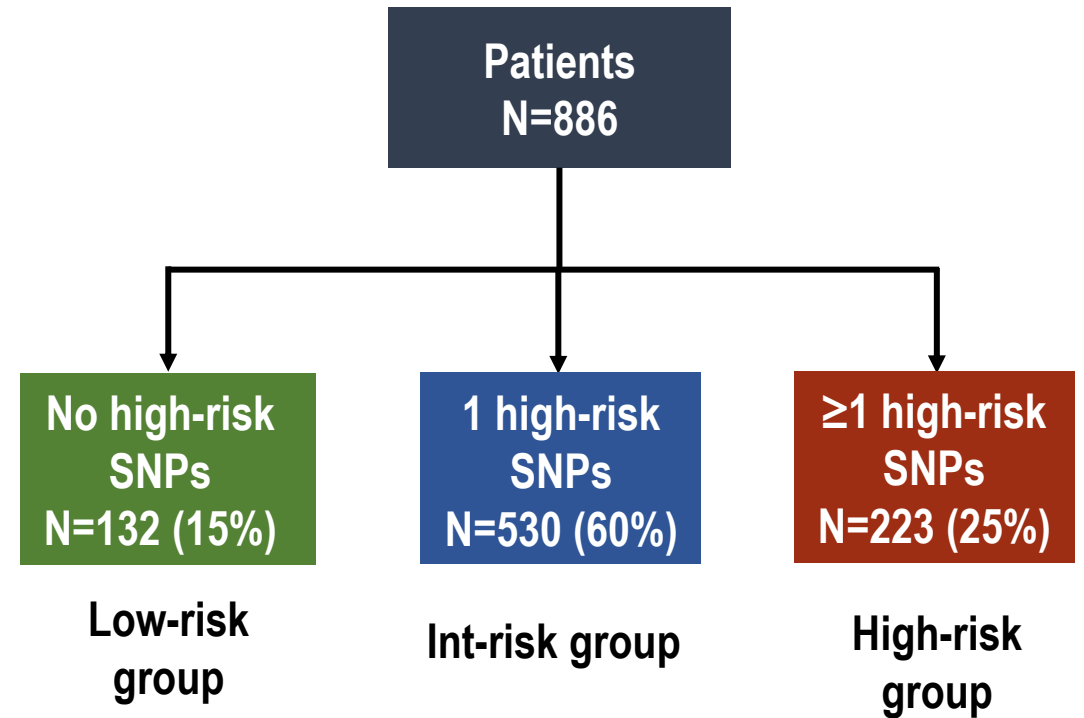 Patients
N=886
No high-risk
SNPs
N=132 (15%)
1 high-risk
SNPs
N=530 (60%)
≥1 high-risk
SNPs
N=223 (25%)
Low-risk
group
Int-risk group
High-risk
group